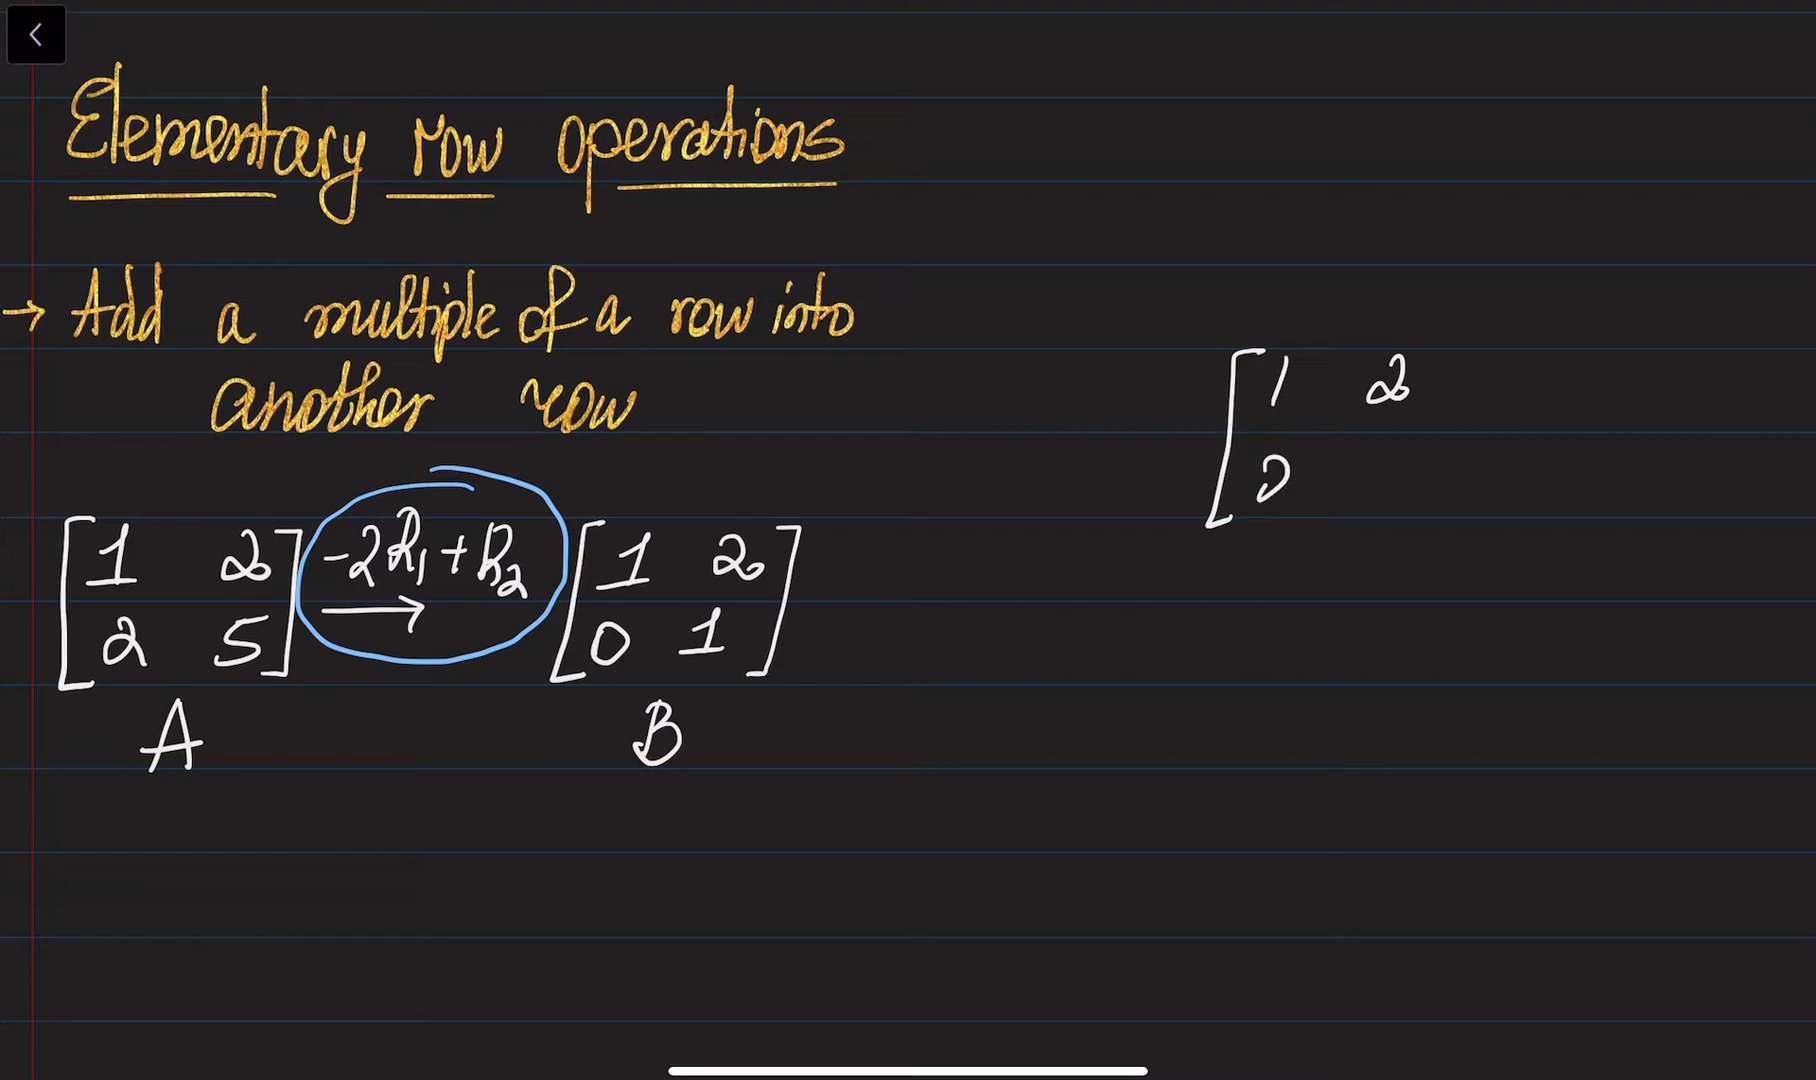 Elementary row operations
→ Add a multiple of a row into
another row
[1 2
0
[1 2] -2R₁+R₂ [1 2]
[2 5] → [0 1]
A B